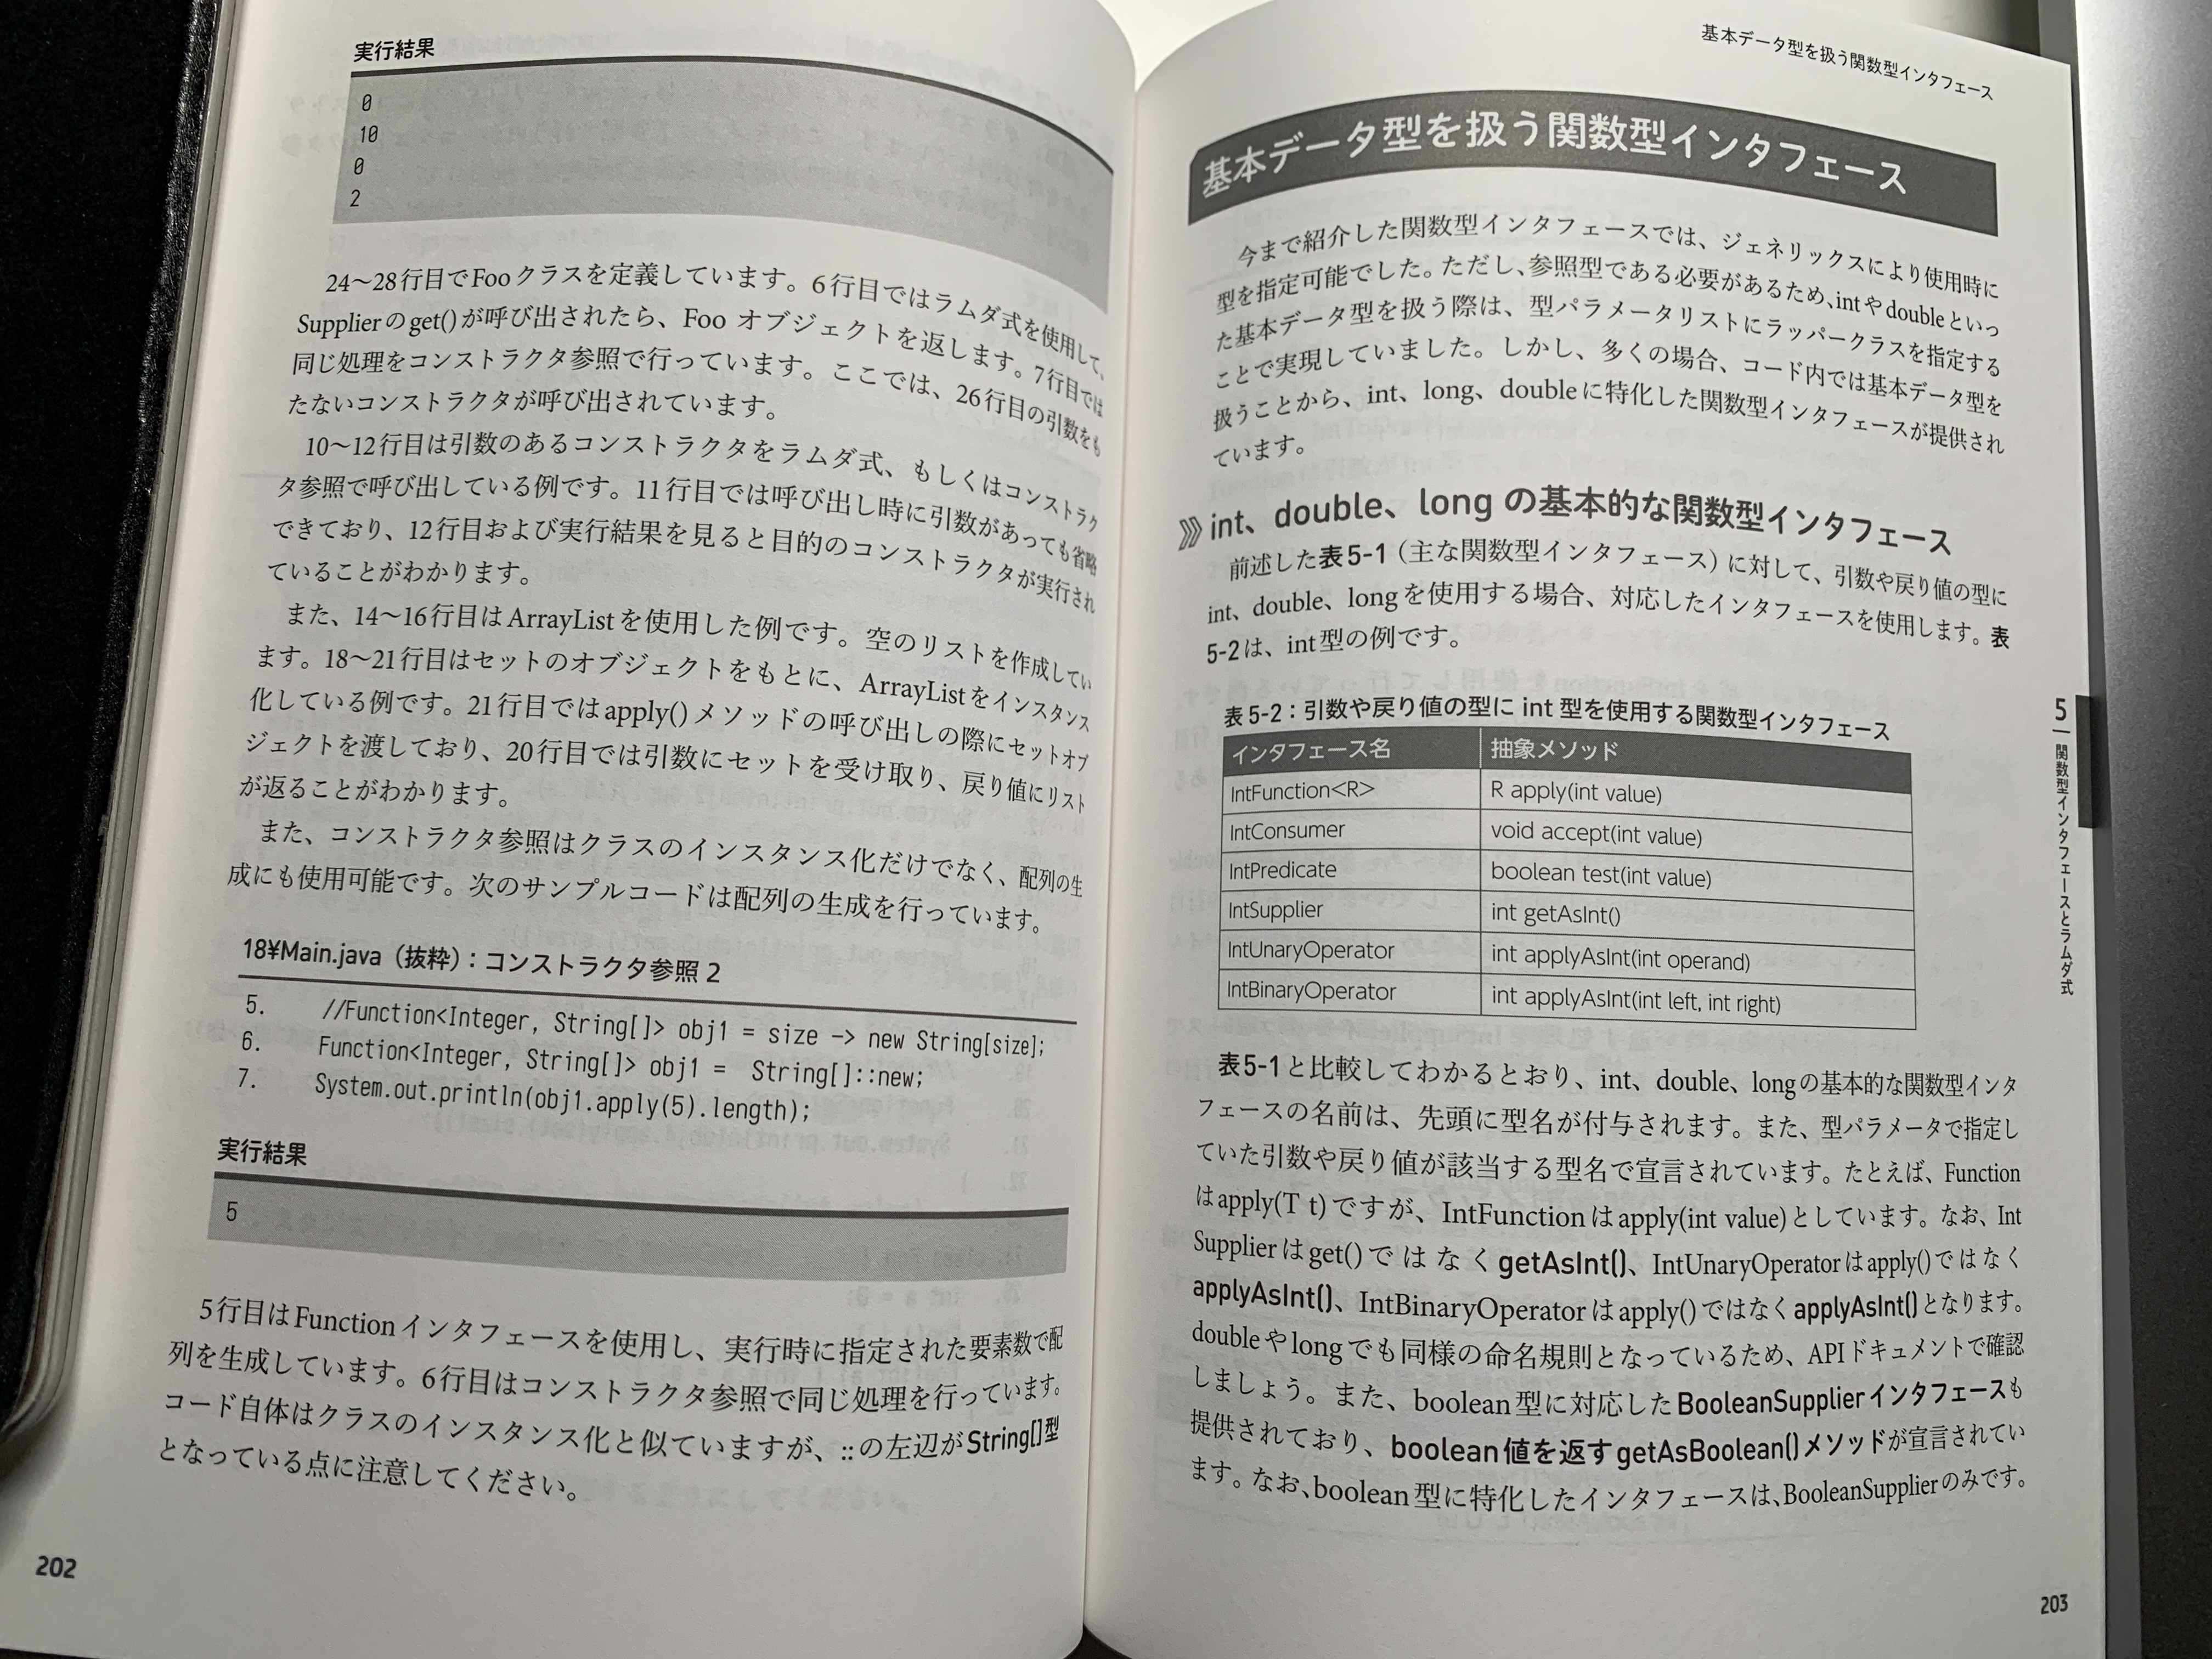 実行結果
0
10
0
2
24～28行目でFooクラスを定義しています。6行目ではラムダ式を使用して、
Supplierのget()が呼び出されたら、Foo オブジェクトを返します。7行目では
同じ処理をコンストラクタ参照で行っています。ここでは、26行目の引数をも
たないコンストラクタが呼び出されています。
10～12行目は引数のあるコンストラクタをラムダ式、もしくはコンストラク
タ参照で呼び出している例です。11行目では呼び出し時に引数があっても省略
できており、12行目および実行結果を見ると目的のコンストラクタが実行され
ていることがわかります。
また、14～16行目はArrayListを使用した例です。空のリストを作成してい
ます。18～21行目はセットのオブジェクトをもとに、ArrayListをインスタンス
化している例です。21行目ではapply()メソッドの呼び出しの際にセットオブ
ジェクトを渡しており、20行目では引数にセットを受け取り、戻り値にリスト
が返ることがわかります。
また、コンストラクタ参照はクラスのインスタンス化だけでなく、配列の生
成にも使用可能です。次のサンプルコードは配列の生成を行っています。
18¥Main.java（抜粋）：コンストラクタ参照 2
5. //Function<Integer, String[]> obj1 = size -> new String[size];
6. Function<Integer, String[]> obj1 =  String[]::new;
7. System.out.println(obj1.apply(5).length);
実行結果
5
5行目はFunctionインタフェースを使用し、実行時に指定された要素数で配
列を生成しています。6行目はコンストラクタ参照で同じ処理を行っています。
コード自体はクラスのインスタンス化と似ていますが、::の左辺がString[]型
となっている点に注意してください。
202
基本データ型を扱う関数型インタフェース
基本データ型を扱う関数型インタフェース
今まで紹介した関数型インタフェースでは、ジェネリックスにより使用時に
型を指定可能でした。ただし、参照型である必要があるため、intやdoubleといっ
た基本データ型を扱う際は、型パラメータリストにラッパークラスを指定する
ことで実現していました。しかし、多くの場合、コード内では基本データ型を
扱うことから、int、long、doubleに特化した関数型インタフェースが提供され
ています。
int、double、long の基本的な関数型インタフェース
前述した表5-1（主な関数型インタフェース）に対して、引数や戻り値の型に
int、double、longを使用する場合、対応したインタフェースを使用します。表
5-2は、int型の例です。
表5-2：引数や戻り値の型に int 型を使用する関数型インタフェース
インタフェース名 抽象メソッド
IntFunction<R> R apply(int value)
IntConsumer void accept(int value)
IntPredicate boolean test(int value)
IntSupplier int getAsInt()
IntUnaryOperator int applyAsInt(int operand)
IntBinaryOperator int applyAsInt(int left, int right)
表5-1と比較してわかるとおり、int、double、longの基本的な関数型インタ
フェースの名前は、先頭に型名が付与されます。また、型パラメータで指定し
ていた引数や戻り値が該当する型名で宣言されています。たとえば、Function
はapply(T t)ですが、IntFunctionはapply(int value)としています。なお、Int
Supplierはget()ではなくgetAsInt()、IntUnaryOperatorはapply()ではなく
applyAsInt()、IntBinaryOperatorはapply()ではなくapplyAsInt()となります。
doubleやlongでも同様の命名規則となっているため、APIドキュメントで確認
しましょう。また、boolean型に対応したBooleanSupplierインタフェースも
提供されており、boolean値を返すgetAsBoolean()メソッドが宣言されてい
ます。なお、boolean型に特化したインタフェースは、BooleanSupplierのみです。
5
関数型インタフェースとラムダ式
203